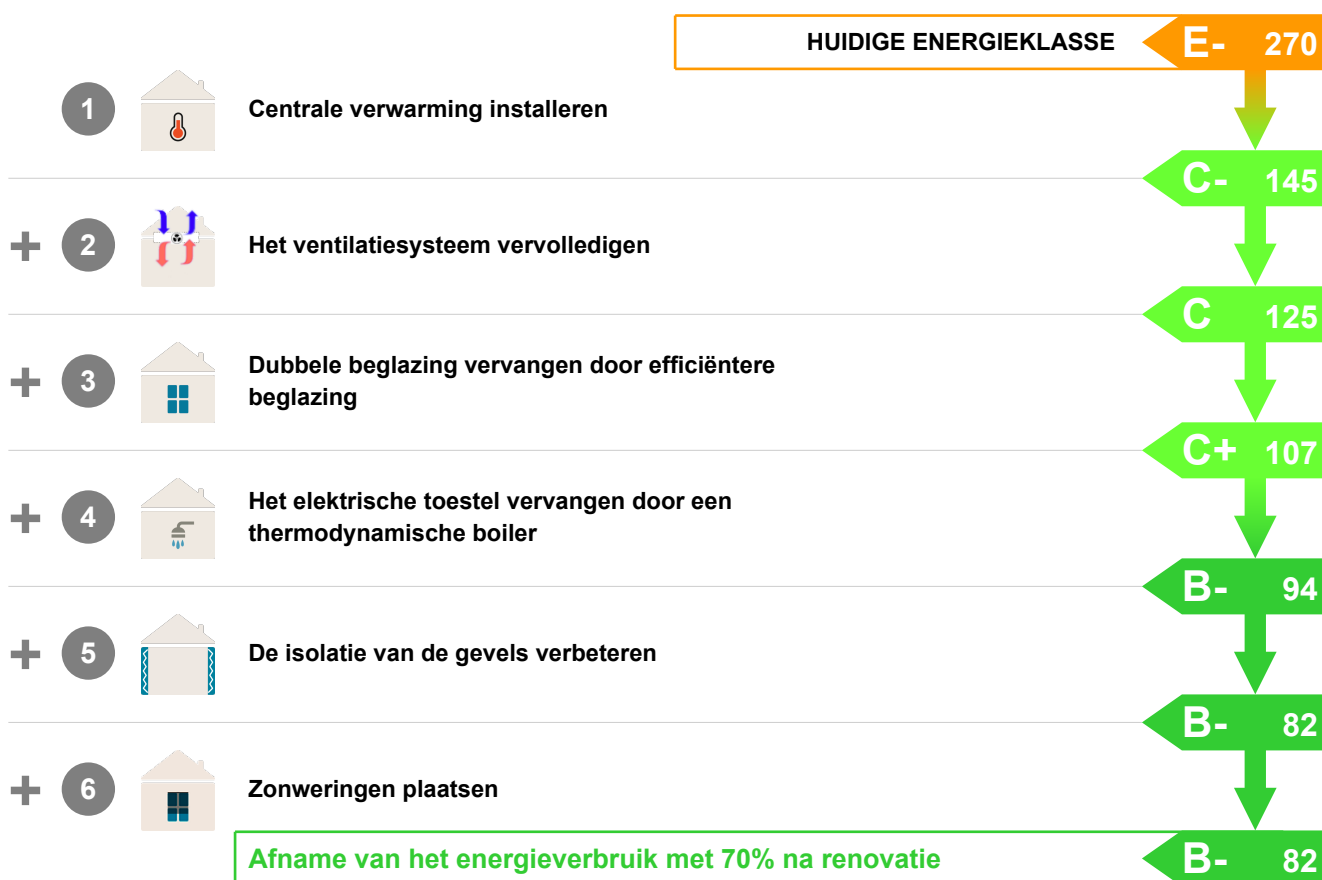 HUIDIGE ENERGIEKLASSE E- 270
1 Centrale verwarming installeren
C- 145
+ 2 Het ventilatiesysteem vervolledigen
C 125
+ 3 Dubbele beglazing vervangen door efficiëntere
beglazing
C+ 107
+ 4 Het elektrische toestel vervangen door een
thermodynamische boiler
B- 94
+ 5 De isolatie van de gevels verbeteren
B- 82
+ 6 Zonweringen plaatsen
Afname van het energieverbruik met 70% na renovatie B- 82